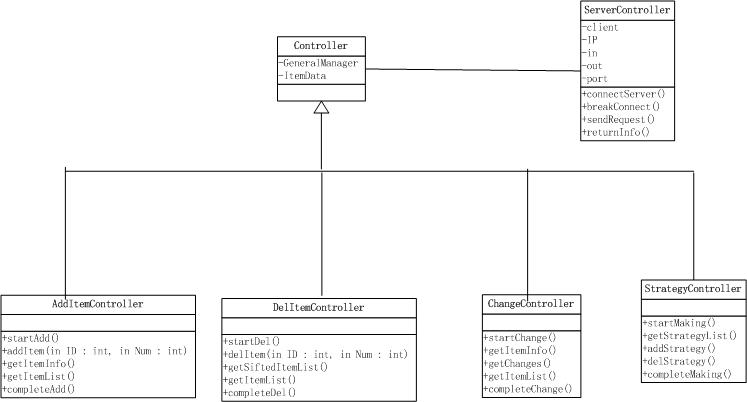 ServerController
-client
-IP
-in
-out
-port
+connectServer()
+breakConnect()
+sendRequest()
+returnInfo()
Controller
-GeneralManager
-ItemData
AddItemController
+startAdd()
+addItem(in ID : int, in Num : int)
+getItemInfo()
+getItemList()
+completeAdd()
DelItemController
+startDel()
+delItem(in ID : int, in Num : int)
+getSiftedItemList()
+getItemList()
+completeDel()
ChangeController
+startChange()
+getItemInfo()
+getChanges()
+getItemList()
+completeChange()
StrategyController
+startMaking()
+getStrategyList()
+addStrategy()
+delStrategy()
+completeMaking()